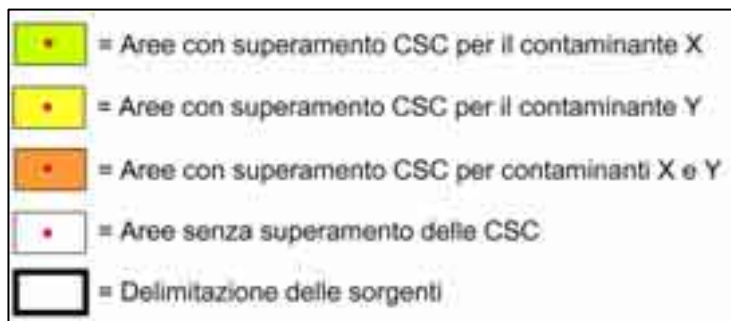 = Aree con superamento CSC per il contaminante X
= Aree con superamento CSC per il contaminante Y
= Aree con superamento CSC per contaminanti X e Y
= Aree senza superamento delle CSC
= Delimitazione delle sorgenti